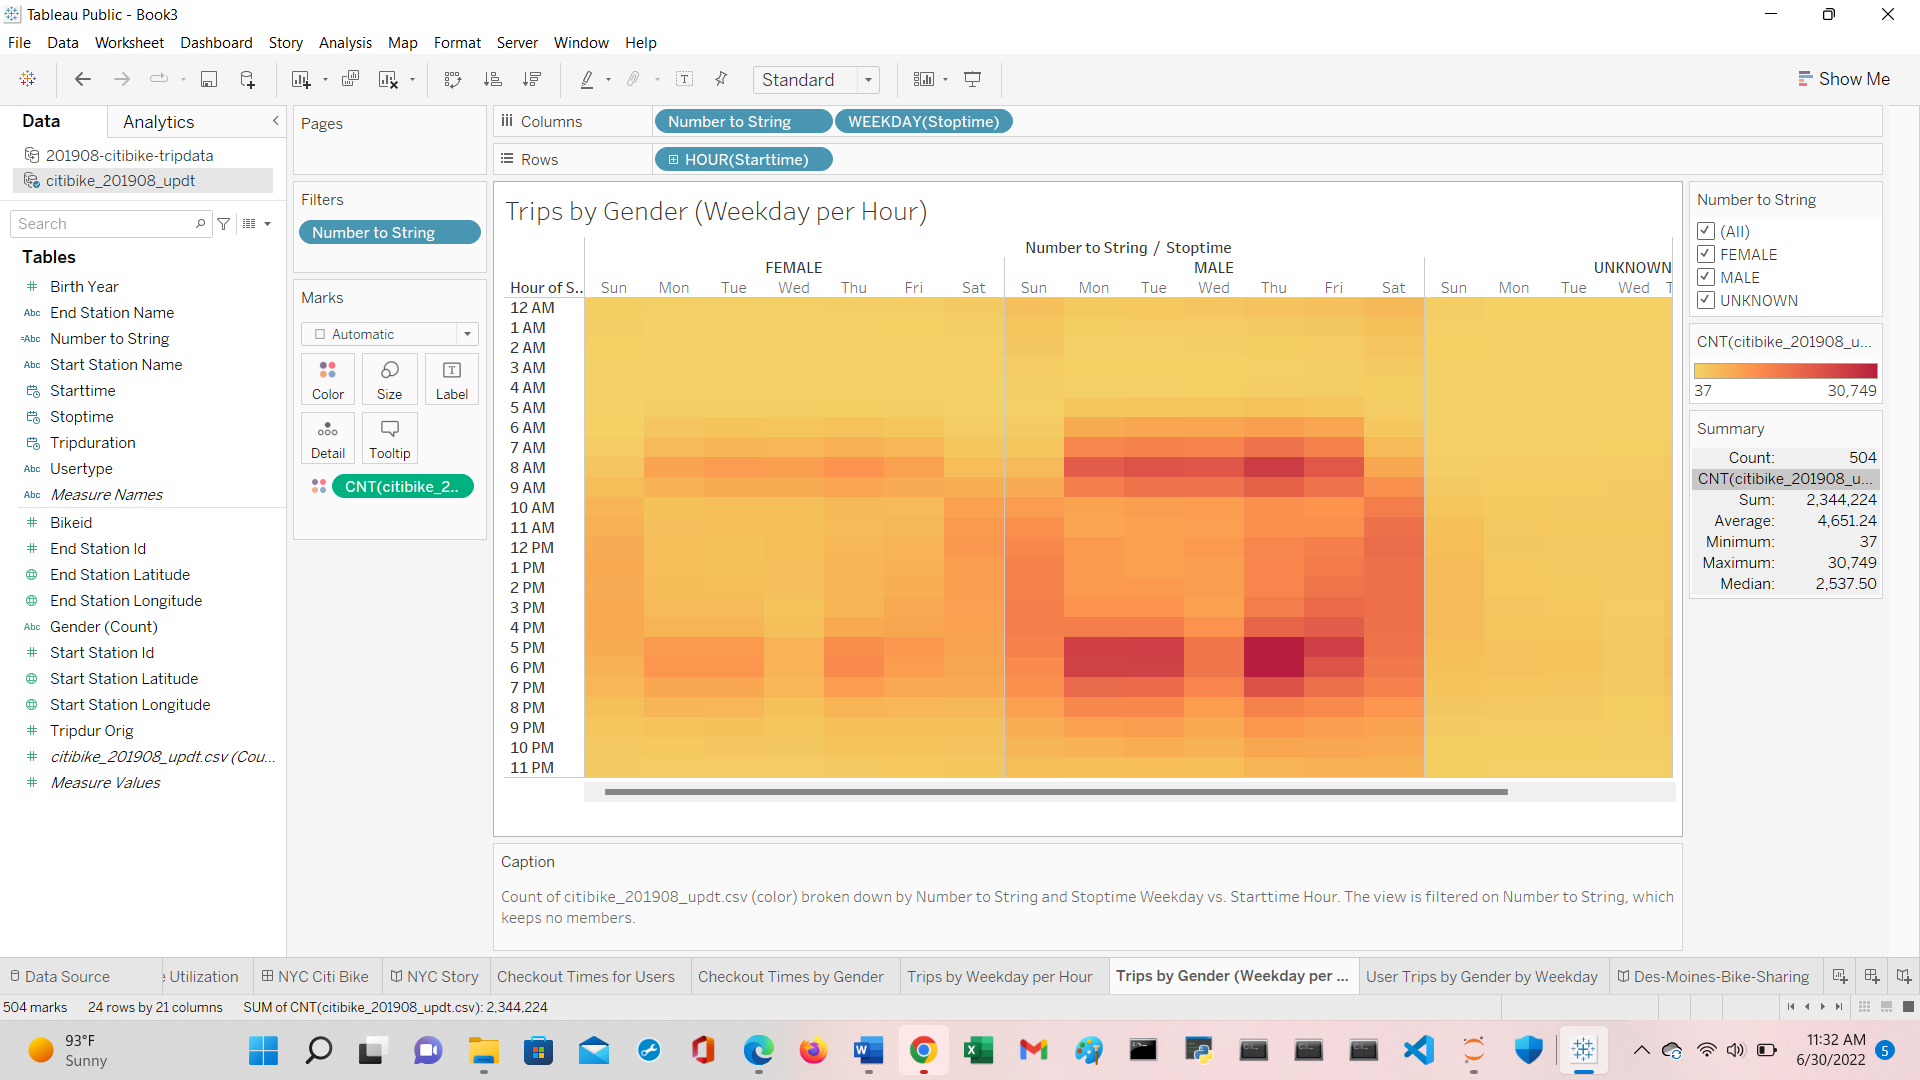 Tableau Public - Book3
File Data Worksheet Dashboard Story Analysis Map Format Server Window Help
Standard
Show Me
Data
Analytics
201908-citibike-tripdata
citibike_201908_updt
Search
Tables
# Birth Year
Abc End Station Name
=Abc Number to String
Abc Start Station Name
Starttime
Stoptime
Tripduration
Abc Usertype
Abc Measure Names
# Bikeid
# End Station Id
End Station Latitude
End Station Longitude
Abc Gender (Count)
# Start Station Id
Start Station Latitude
Start Station Longitude
# Tripdur Orig
# citibike_201908_updt.csv (Cou...
# Measure Values
Pages
Filters
Number to String
Marks
Automatic
Color Size Label
Detail Tooltip
CNT(citibike_2..
Columns Number to String WEEKDAY(Stoptime)
Rows HOUR(Starttime)
Trips by Gender (Weekday per Hour)
Number to String / Stoptime
FEMALE MALE UNKNOWN
Hour of S.. Sun Mon Tue Wed Thu Fri Sat Sun Mon Tue Wed Thu Fri Sat Sun Mon Tue Wed T
12 AM
1 AM
2 AM
3 AM
4 AM
5 AM
6 AM
7 AM
8 AM
9 AM
10 AM
11 AM
12 PM
1 PM
2 PM
3 PM
4 PM
5 PM
6 PM
7 PM
8 PM
9 PM
10 PM
11 PM
Number to String
(All)
FEMALE
MALE
UNKNOWN
CNT(citibike_201908_u...
37 30,749
Summary
Count: 504
CNT(citibike_201908_u...
Sum: 2,344,224
Average: 4,651.24
Minimum: 37
Maximum: 30,749
Median: 2,537.50
Caption
Count of citibike_201908_updt.csv (color) broken down by Number to String and Stoptime Weekday vs. Starttime Hour. The view is filtered on Number to String, which
keeps no members.
Data Source Utilization NYC Citi Bike NYC Story Checkout Times for Users Checkout Times by Gender Trips by Weekday per Hour Trips by Gender (Weekday per ... User Trips by Gender by Weekday Des-Moines-Bike-Sharing
504 marks 24 rows by 21 columns SUM of CNT(citibike_201908_updt.csv): 2,344,224
93°F
Sunny
11:32 AM
6/30/2022
5